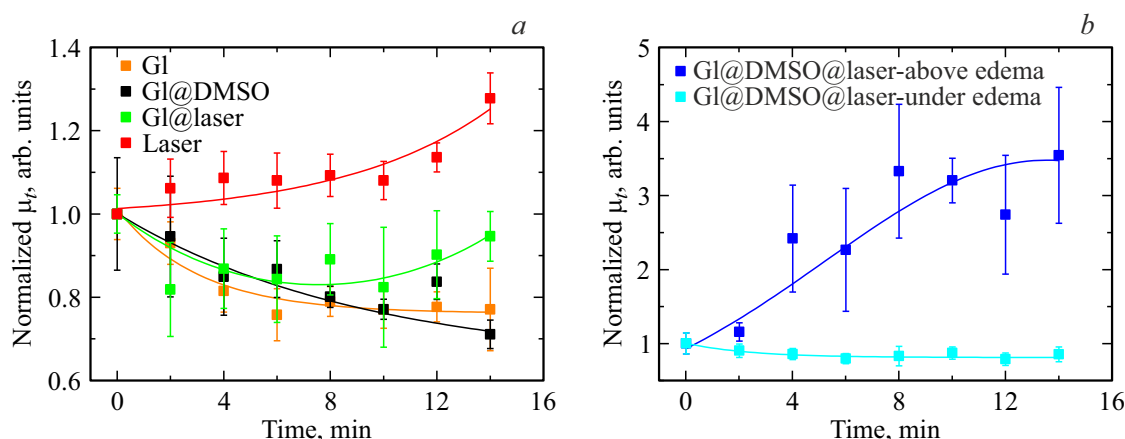 a
Normalized μt, arb. units
1.4
1.2
1.0
0.8
0.6
Gl
Gl@DMSO
Gl@laser
Laser
0 4 8 12 16
Time, min
b
Normalized μt, arb. units
5
4
3
2
1
Gl@DMSO@laser-above edema
Gl@DMSO@laser-under edema
0 4 8 12 16
Time, min